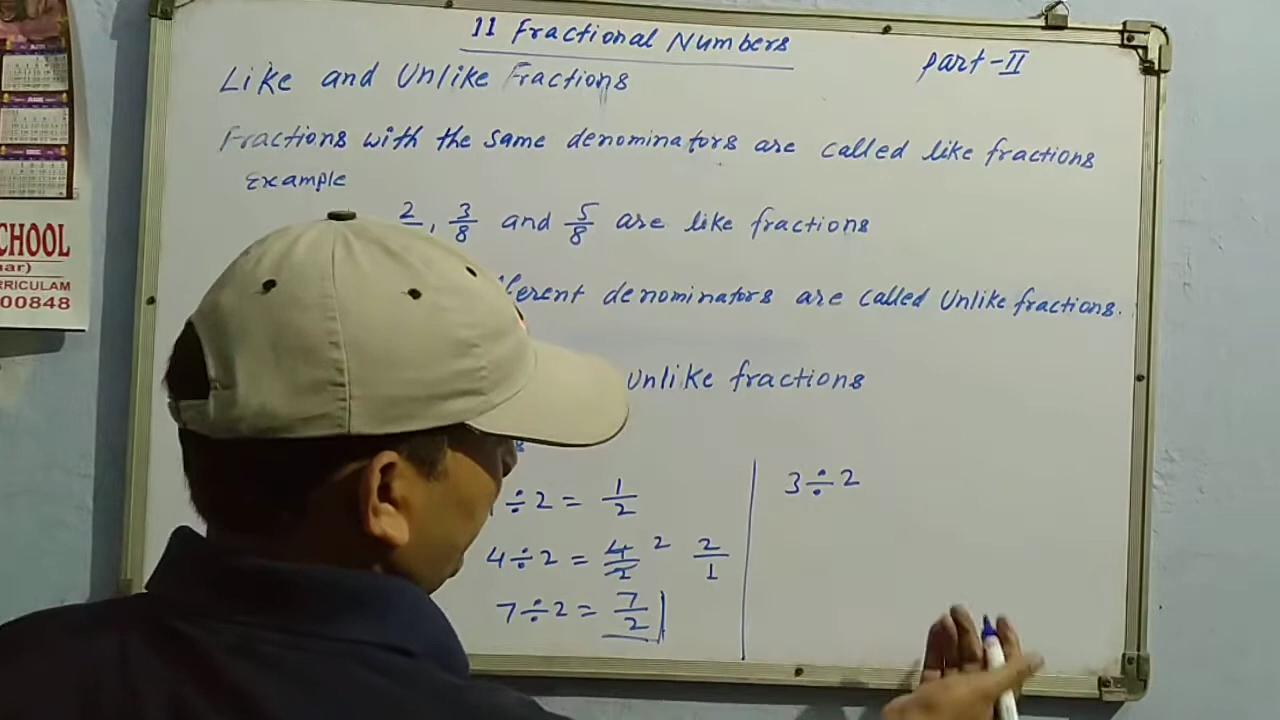 11 Fractional Numbers
Part-II
Like and Unlike Fractions
Fractions with the same denominators are called like fractions
Example
2/ , 3/8 and 5/8 are like fractions
denominators are called Unlike fractions.
Unlike fractions
÷ 2 = 1/2
4 ÷ 2 = 4/2 2 2/1
7 ÷ 2 = 7/2
3 ÷ 2
CHOOL
RRICULAM
00848